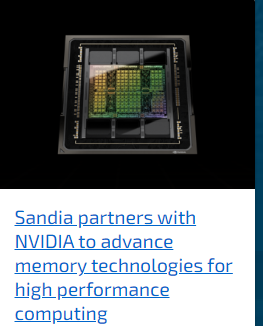 Sandia partners with
NVIDIA to advance
memory technologies for
high performance
computing